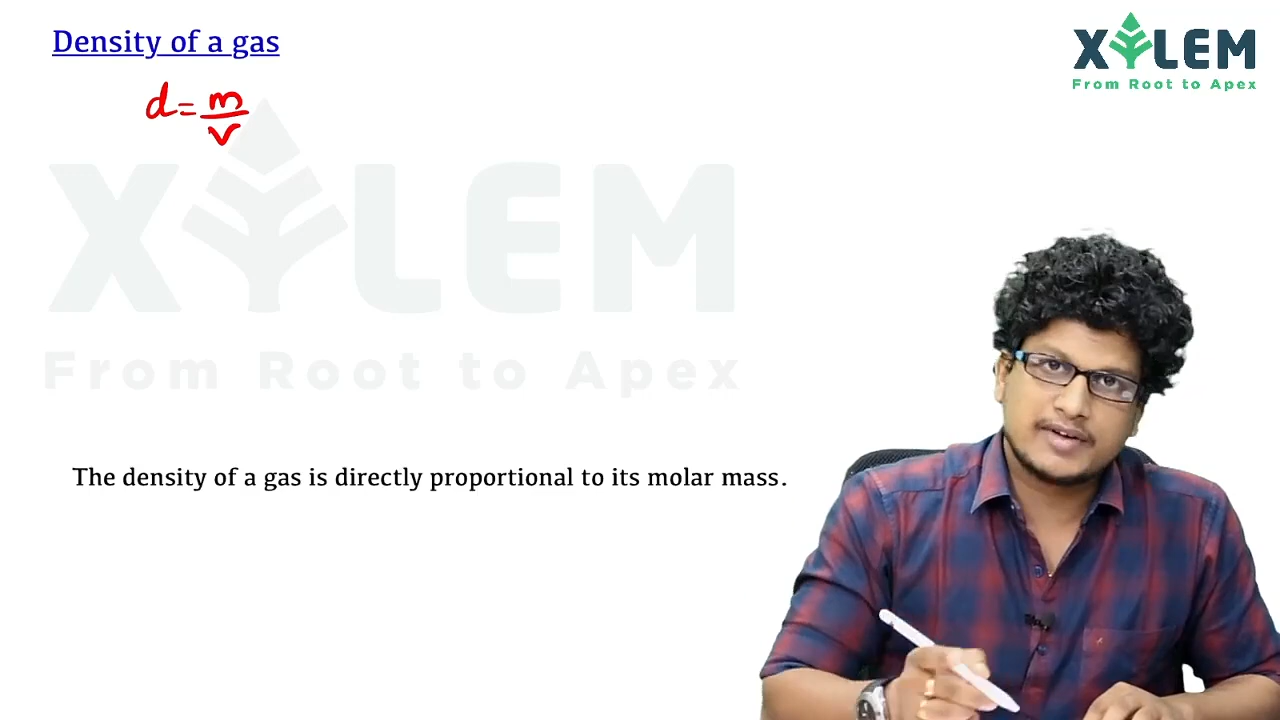 Density of a gas
d = m/v
XYLEM
From Root to Apex
XYLEM
From Root to Apex
The density of a gas is directly proportional to its molar mass.